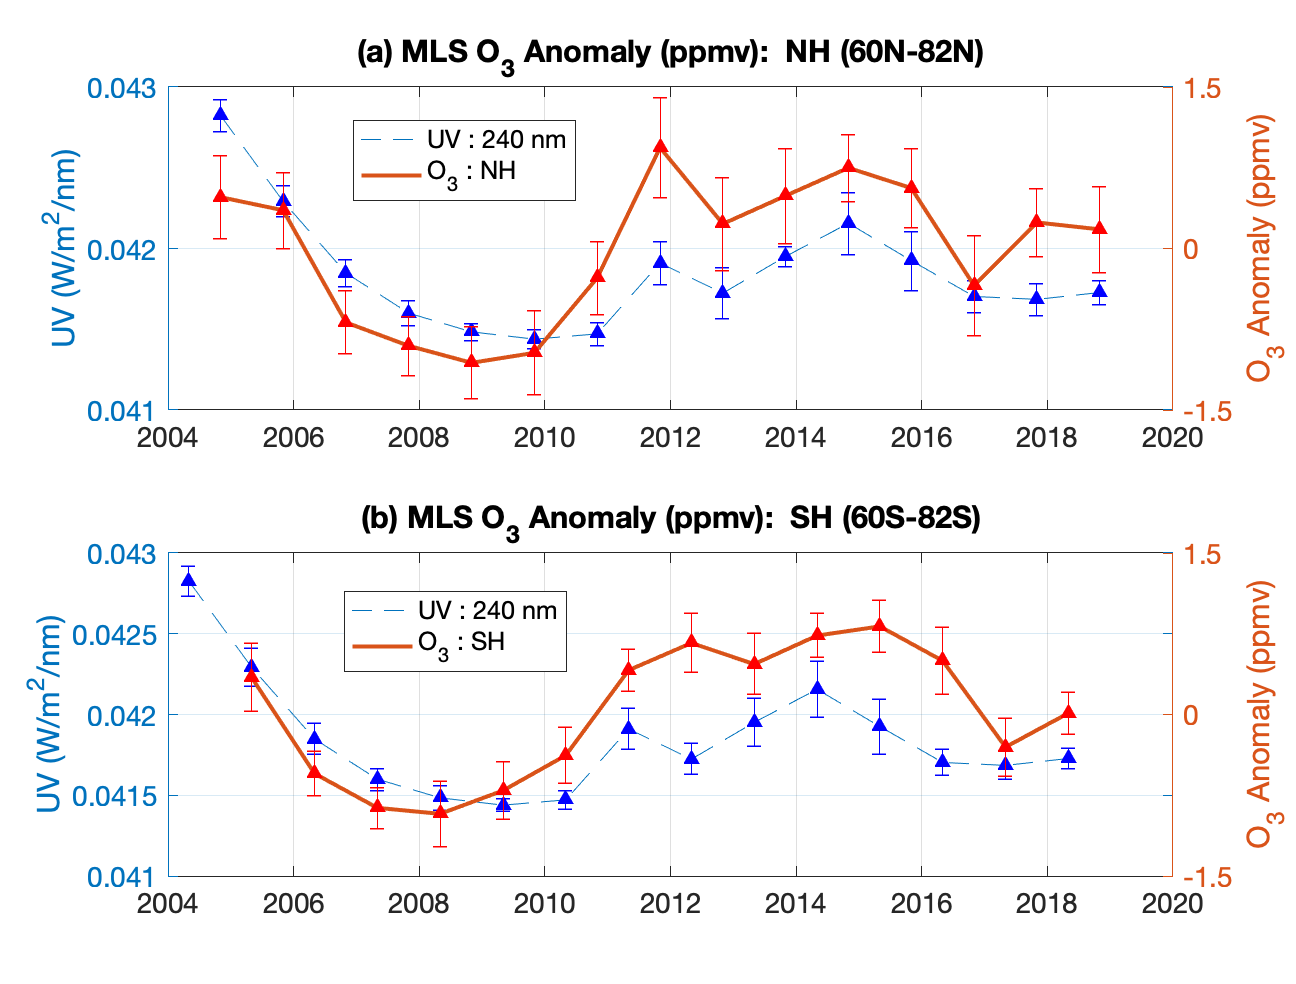 (a) MLS O3 Anomaly (ppmv): NH (60N-82N)
0.043
0.042
0.041
UV (W/m2/nm)
UV : 240 nm
O3 : NH
1.5
0
-1.5
O3 Anomaly (ppmv)
2004 2006 2008 2010 2012 2014 2016 2018 2020
(b) MLS O3 Anomaly (ppmv): SH (60S-82S)
0.043
0.0425
0.042
0.0415
0.041
UV (W/m2/nm)
UV : 240 nm
O3 : SH
1.5
0
-1.5
O3 Anomaly (ppmv)
2004 2006 2008 2010 2012 2014 2016 2018 2020